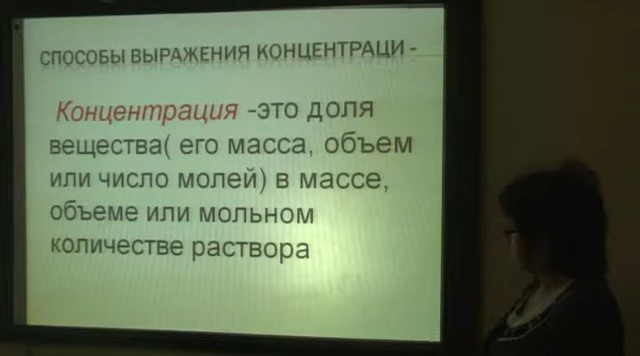 СПОСОБЫ ВЫРАЖЕНИЯ КОНЦЕНТРАЦИ -
Концентрация -это доля
вещества( его масса, объем
или число молей) в массе,
объеме или мольном
количестве раствора